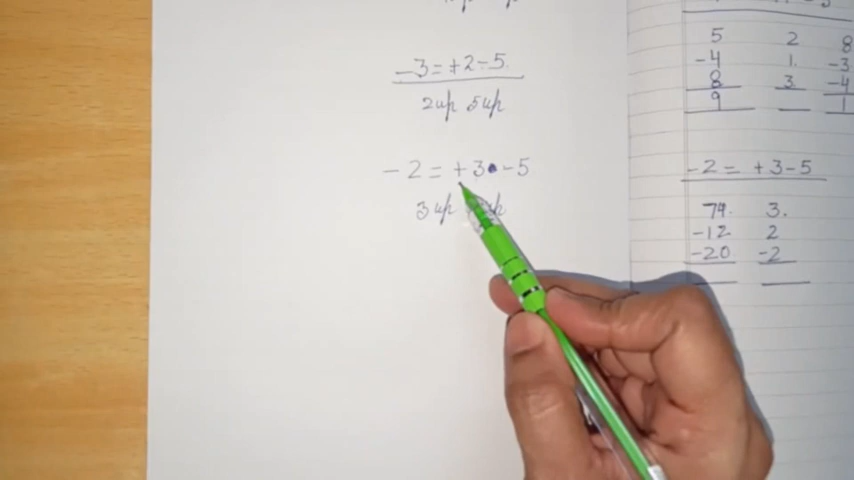 -3 = +2-5
2up 5up
-2 = +3 -5
3up
5 2 8
-4 1. -3
8 3 -4
9 1
-2 = +3-5
74. 3.
-12 2
-20 -2